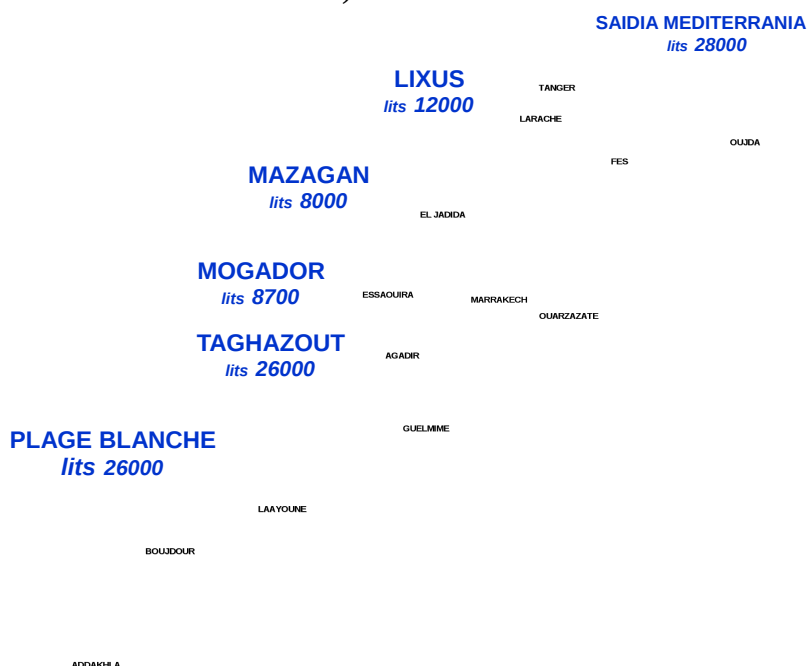 SAIDIA MEDITERRANIA
lits 28000
LIXUS
lits 12000
TANGER
LARACHE
OUJDA
FES
MAZAGAN
lits 8000
EL JADIDA
MOGADOR
lits 8700
ESSAOUIRA
MARRAKECH
OUARZAZATE
TAGHAZOUT
lits 26000
AGADIR
GUELMIME
PLAGE BLANCHE
lits 26000
LAAYOUNE
BOUJDOUR
ADDAKHLA